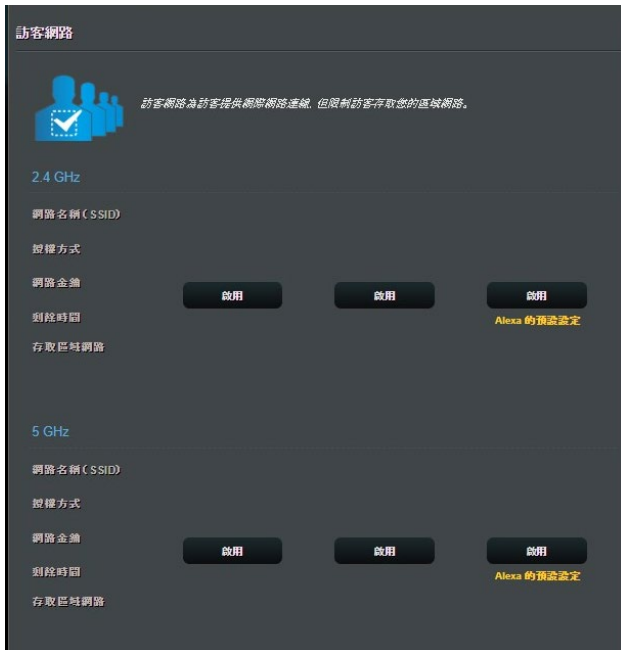 訪客網路
訪客網路為訪客提供網際網路連線, 但限制訪客存取您的區域網路。
2.4 GHz
網路名稱(SSID)
授權方式
網路金鑰
啟用 啟用 啟用
剩餘時間
Alexa 的預設設定
存取區域網路
5 GHz
網路名稱(SSID)
授權方式
網路金鑰
啟用 啟用 啟用
剩餘時間
Alexa 的預設設定
存取區域網路